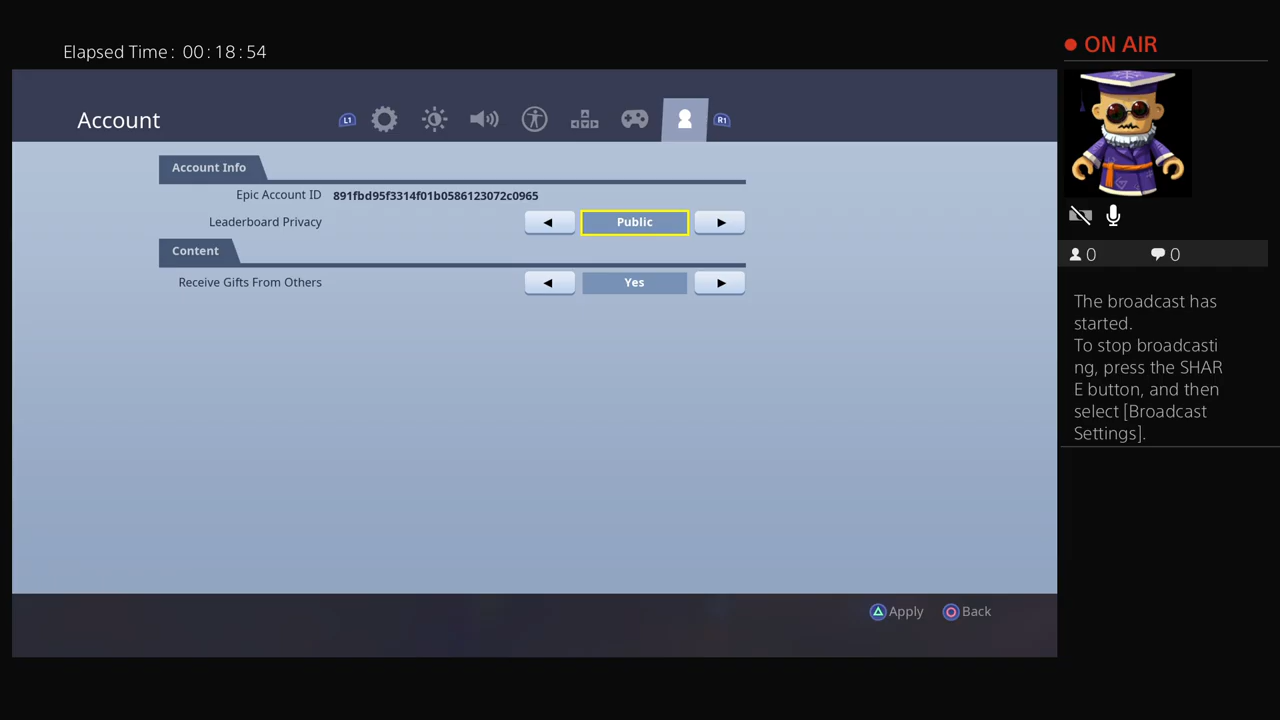 Elapsed Time: 00:18:54
ON AIR
Account
L1
R1
Account Info
Epic Account ID 891fbd95f3314f01b0586123072c0965
Leaderboard Privacy
Public
Content
Receive Gifts From Others
Yes
0
0
The broadcast has
started.
To stop broadcasti
ng, press the SHAR
E button, and then
select [Broadcast
Settings].
Apply
Back